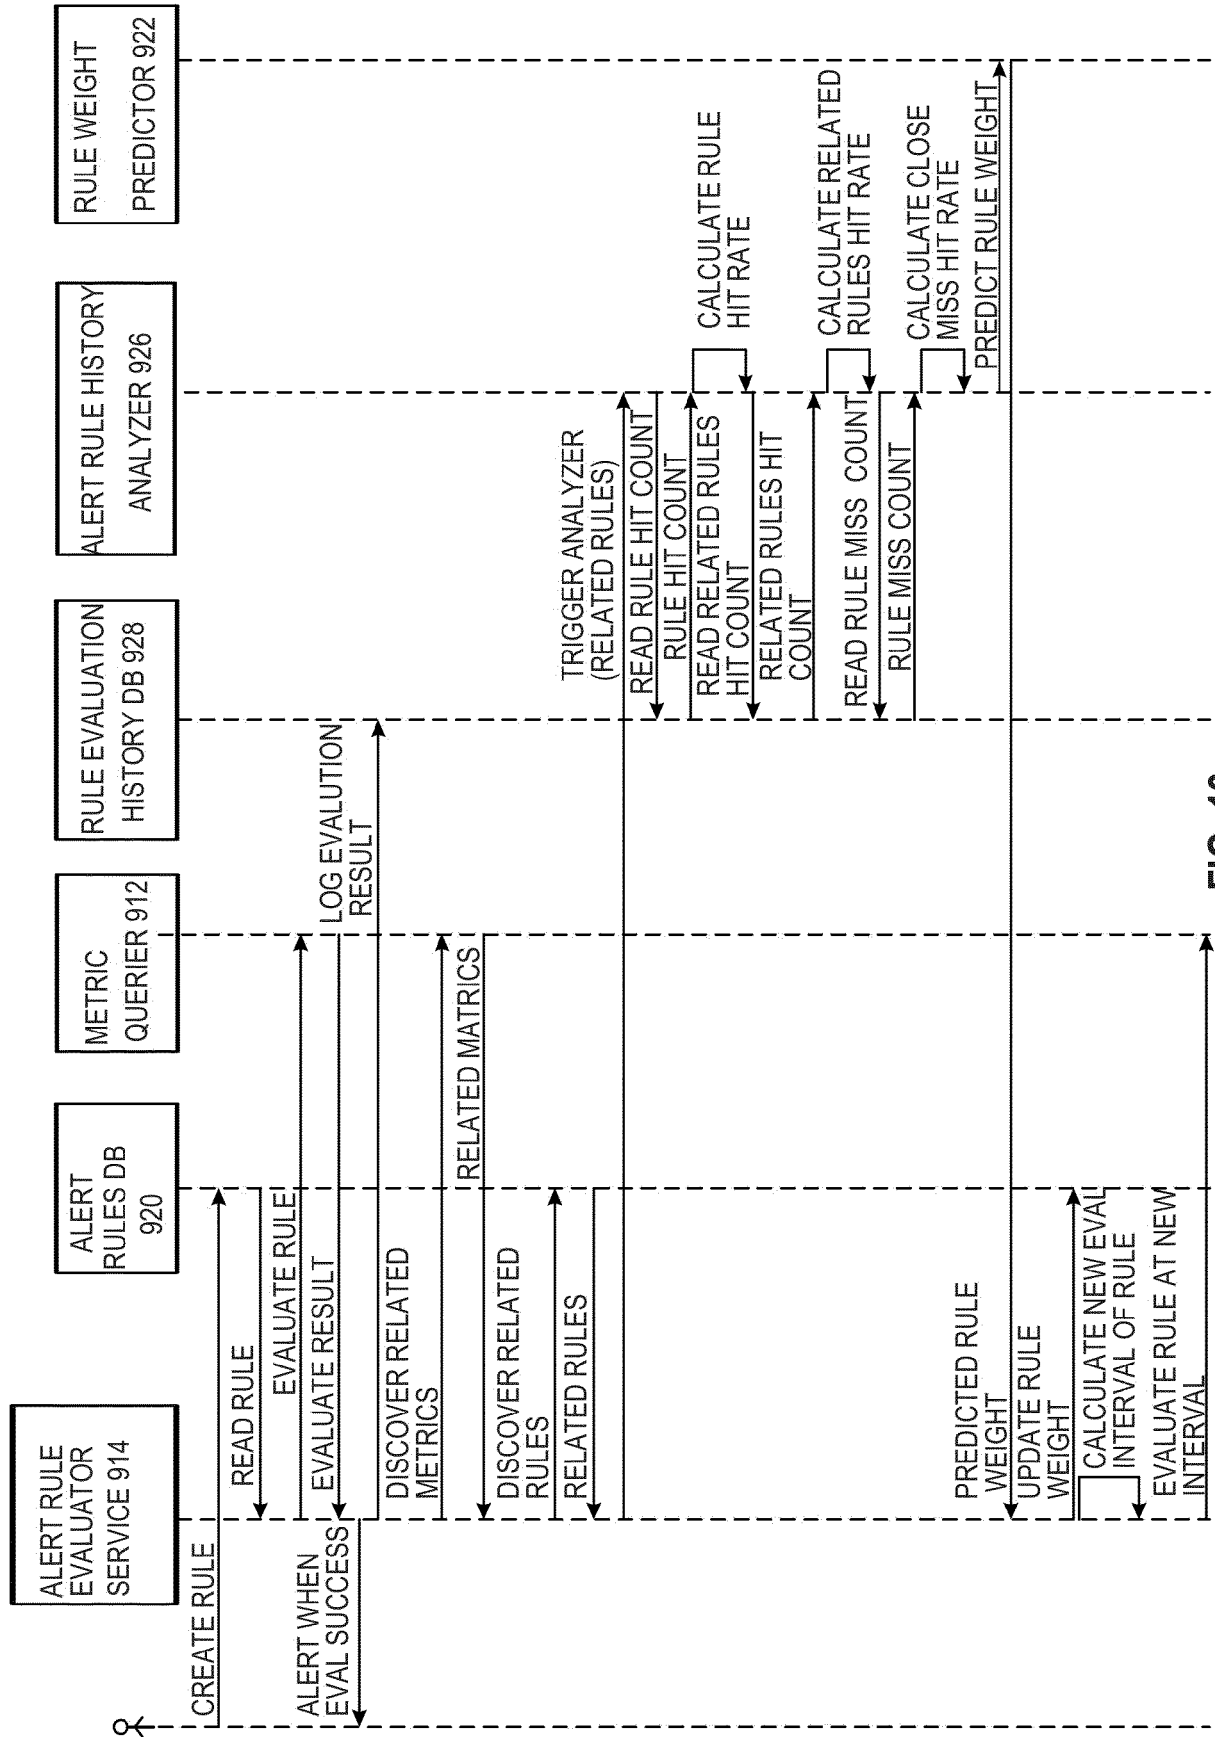 ALERT RULE
EVALUATOR
SERVICE 914
ALERT
RULES DB
920
METRIC
QUERIER 912
RULE EVALUATION
HISTORY DB 928
ALERT RULE HISTORY
ANALYZER 926
RULE WEIGHT
PREDICTOR 922
CREATE RULE
READ RULE
EVALUATE RULE
EVALUATE RESULT
ALERT WHEN
EVAL SUCCESS
LOG EVALUTION
RESULT
DISCOVER RELATED
METRICS
RELATED MATRICS
DISCOVER RELATED
RULES
RELATED RULES
TRIGGER ANALYZER
(RELATED RULES)
READ RULE HIT COUNT
RULE HIT COUNT
CALCULATE RULE
HIT RATE
READ RELATED RULES
HIT COUNT
RELATED RULES HIT
COUNT
CALCULATE RELATED
RULES HIT RATE
READ RULE MISS COUNT
RULE MISS COUNT
CALCULATE CLOSE
MISS HIT RATE
PREDICT RULE WEIGHT
PREDICTED RULE
WEIGHT
UPDATE RULE
WEIGHT
CALCULATE NEW EVAL
INTERVAL OF RULE
EVALUATE RULE AT NEW
INTERVAL